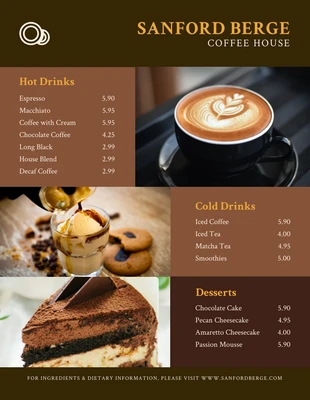 SANFORD BERGE
COFFEE HOUSE
Hot Drinks
Espresso 5.90
Macchiato 5.95
Coffee with Cream 5.95
Chocolate Coffee 4.25
Long Black 2.99
House Blend 2.99
Decaf Coffee 2.99
Cold Drinks
Iced Coffee 5.90
Iced Tea 4.00
Matcha Tea 4.95
Smoothies 5.00
Desserts
Chocolate Cake 5.90
Pecan Cheesecake 4.95
Amaretto Cheesecake 4.00
Passion Mousse 5.90
FOR INGREDIENTS & DIETARY INFORMATION, PLEASE VISIT WWW.SANFORDBERGE.COM